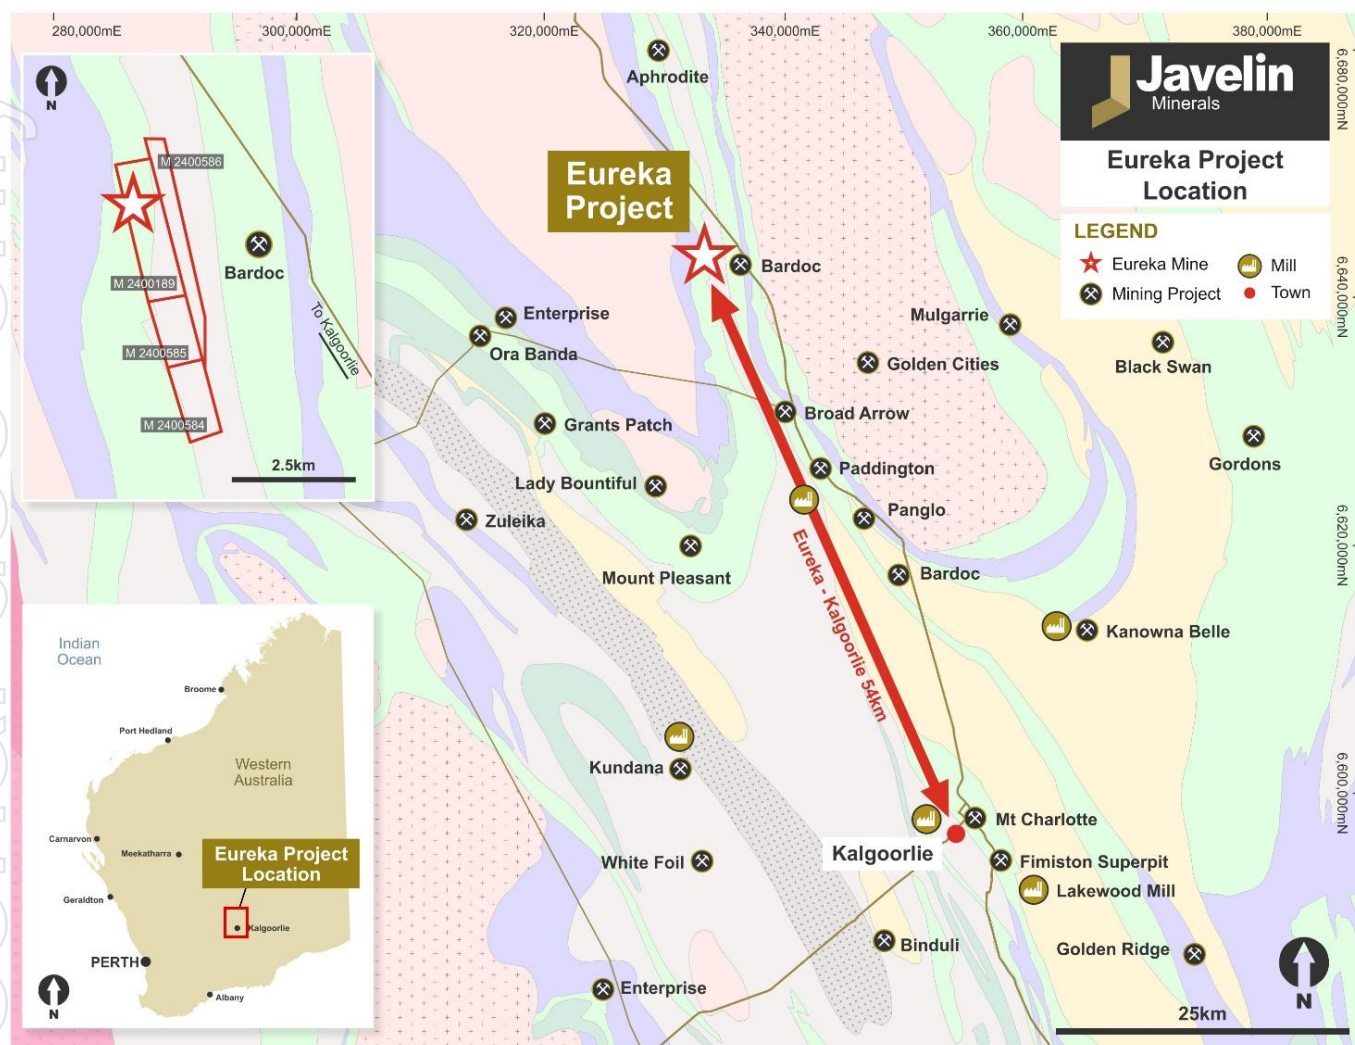 280,000mE
300,000mE
320,000mE
340,000mE
360,000mE
380,000mE
6,680,000mN
6,640,000mN
6,620,000mN
6,600,000mN
Javelin
Minerals
Eureka Project
Location
LEGEND
Eureka Mine
Mill
Mining Project
Town
N
M 2400586
M 2400189
M 2400585
M 2400584
Bardoc
To Kalgoorlie
2.5km
Aphrodite
Eureka
Project
Bardoc
Enterprise
Ora Banda
Mulgarrie
Golden Cities
Black Swan
Broad Arrow
Grants Patch
Gordons
Paddington
Lady Bountiful
Panglo
Zuleika
Mount Pleasant
Bardoc
Kanowna Belle
Eureka - Kalgoorlie 54km
Kundana
Mt Charlotte
Kalgoorlie
White Foil
Fimiston Superpit
Lakewood Mill
Binduli
Golden Ridge
Enterprise
N
25km
Indian
Ocean
Broome
Port Hedland
Western
Australia
Carnarvon
Meekatharra
Eureka Project
Location
Geraldton
Kalgoorlie
PERTH
Albany
N